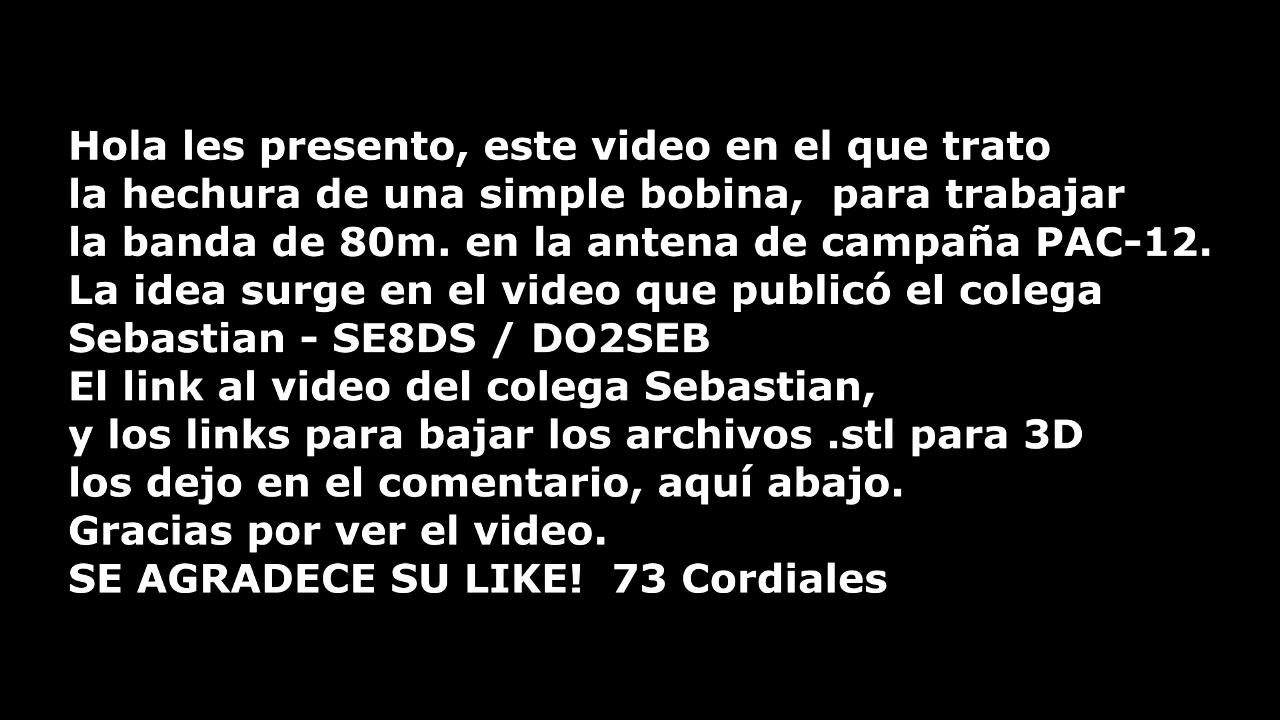 Hola les presento, este video en el que trato
la hechura de una simple bobina,  para trabajar
la banda de 80m. en la antena de campaña PAC-12.
La idea surge en el video que publicó el colega
Sebastian - SE8DS / DO2SEB
El link al video del colega Sebastian,
y los links para bajar los archivos .stl para 3D
los dejo en el comentario, aquí abajo.
Gracias por ver el video.
SE AGRADECE SU LIKE!  73 Cordiales